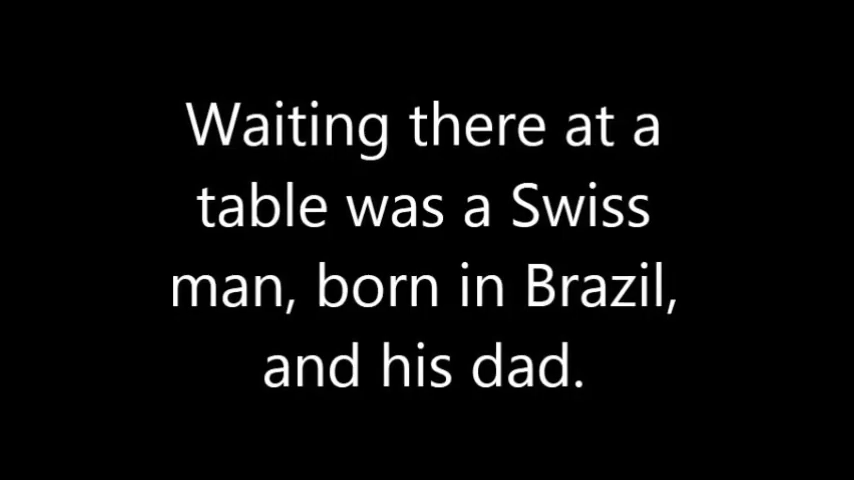 Waiting there at a
table was a Swiss
man, born in Brazil,
and his dad.